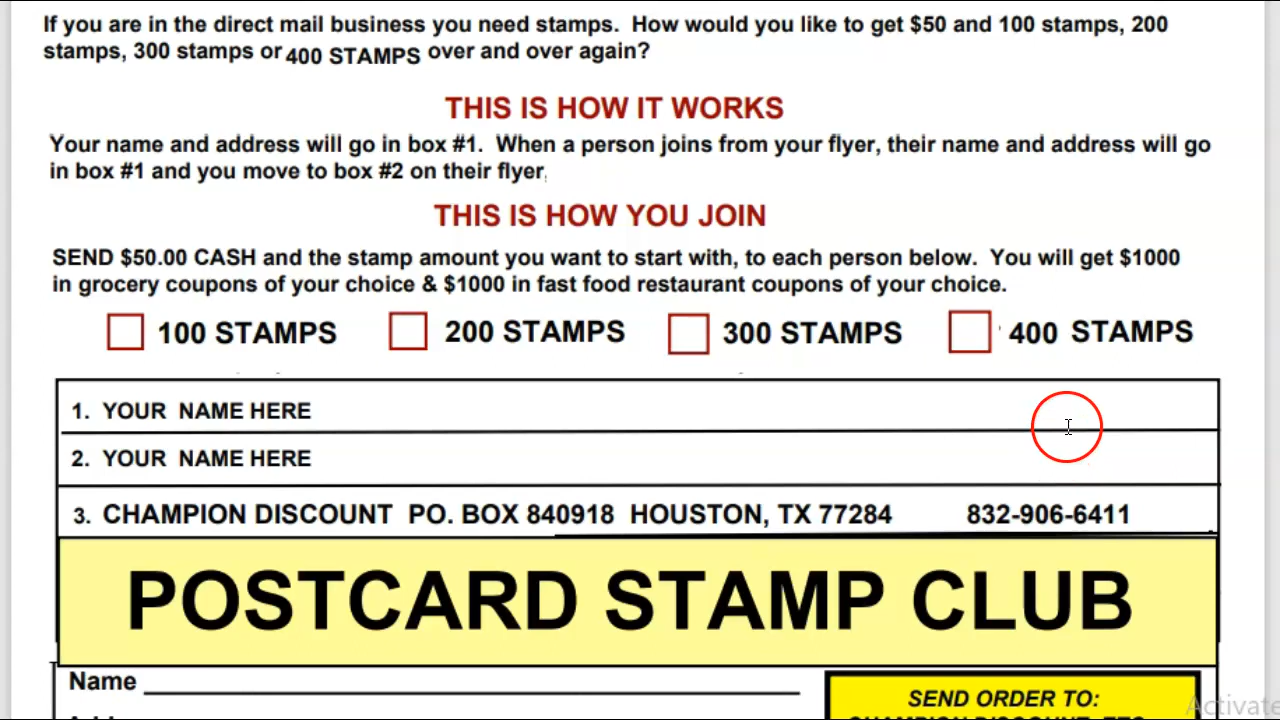 If you are in the direct mail business you need stamps. How would you like to get $50 and 100 stamps, 200
stamps, 300 stamps or 400 STAMPS over and over again?
THIS IS HOW IT WORKS
Your name and address will go in box #1. When a person joins from your flyer, their name and address will go
in box #1 and you move to box #2 on their flyer.
THIS IS HOW YOU JOIN
SEND $50.00 CASH and the stamp amount you want to start with, to each person below. You will get $1000
in grocery coupons of your choice & $1000 in fast food restaurant coupons of your choice.
100 STAMPS 200 STAMPS 300 STAMPS 400 STAMPS
1. YOUR NAME HERE
2. YOUR NAME HERE
3. CHAMPION DISCOUNT PO. BOX 840918 HOUSTON, TX 77284 832-906-6411
POSTCARD STAMP CLUB
Name
SEND ORDER TO:
Activate